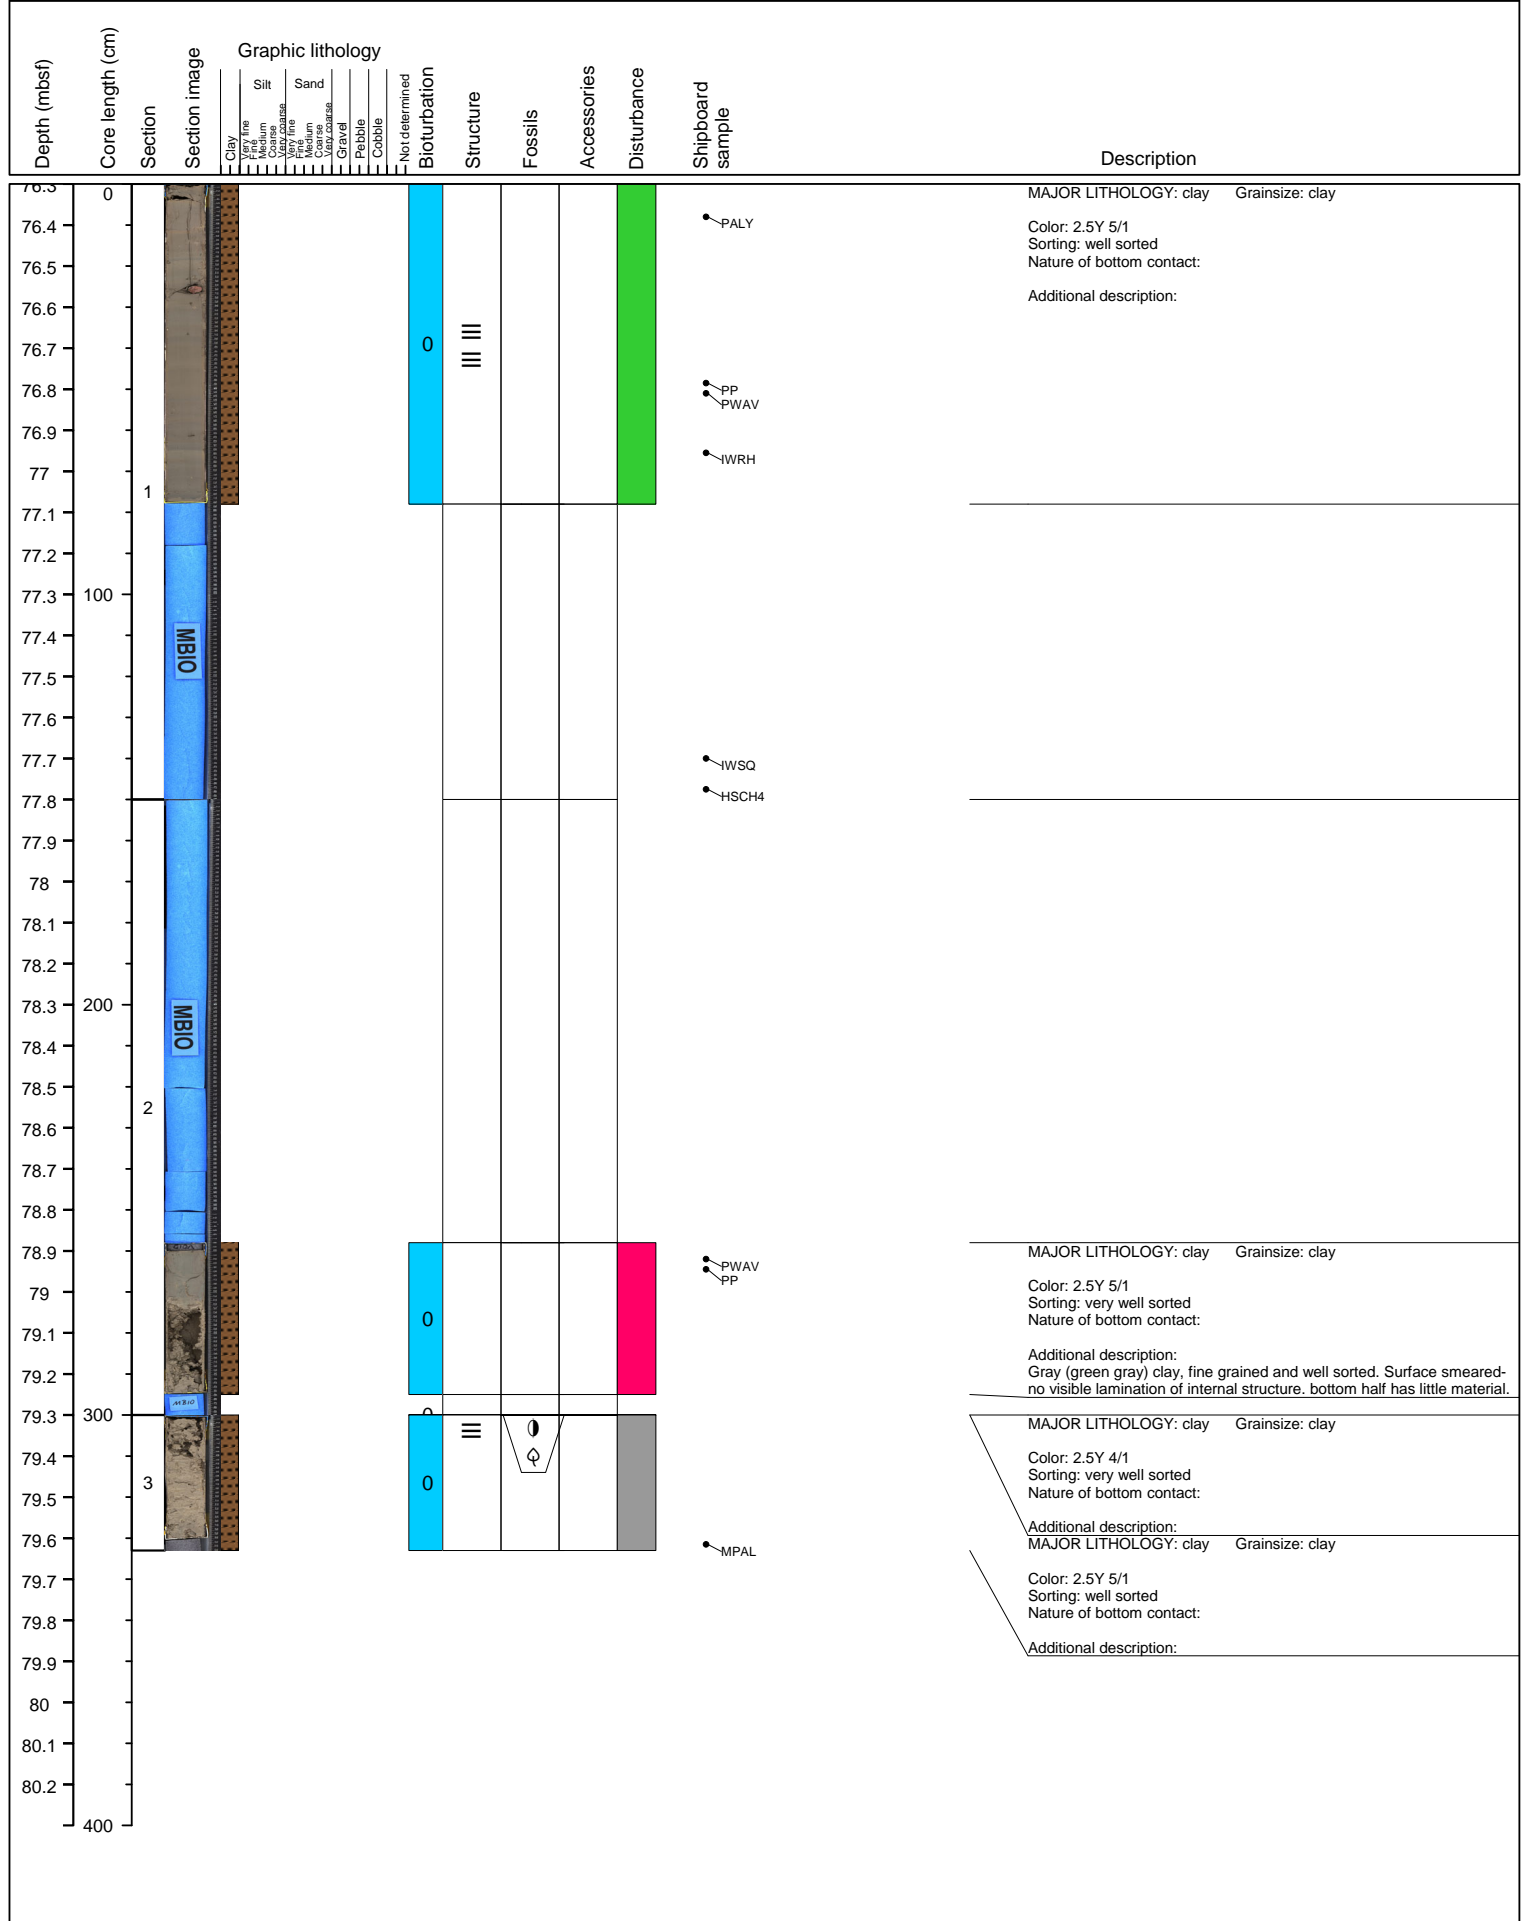 Depth (mbsf)
Core length (cm)
Section
Section image
Graphic lithology
Clay
Silt
Very fine
Fine
Medium
Coarse
Very coarse
Sand
Very fine
Fine
Medium
Coarse
Very coarse
Gravel
Pebble
Cobble
Not determined
Bioturbation
Structure
Fossils
Accessories
Disturbance
Shipboard
sample
Description
76.3
76.4
76.5
76.6
76.7
76.8
76.9
77
77.1
77.2
77.3
77.4
77.5
77.6
77.7
77.8
77.9
78
78.1
78.2
78.3
78.4
78.5
78.6
78.7
78.8
78.9
79
79.1
79.2
79.3
79.4
79.5
79.6
79.7
79.8
79.9
80
80.1
80.2
0
100
200
300
400
1
2
3
MBIO
MBIO
MBIO
0
0
0
0
PALY
PP
PWAV
IWRH
IWSQ
HSCH4
PWAV
PP
MPAL
MAJOR LITHOLOGY: clay Grainsize: clay
Color: 2.5Y 5/1
Sorting: well sorted
Nature of bottom contact:
Additional description:
MAJOR LITHOLOGY: clay Grainsize: clay
Color: 2.5Y 5/1
Sorting: very well sorted
Nature of bottom contact:
Additional description:
Gray (green gray) clay, fine grained and well sorted. Surface smeared-
no visible lamination of internal structure. bottom half has little material.
MAJOR LITHOLOGY: clay Grainsize: clay
Color: 2.5Y 4/1
Sorting: very well sorted
Nature of bottom contact:
Additional description:
MAJOR LITHOLOGY: clay Grainsize: clay
Color: 2.5Y 5/1
Sorting: well sorted
Nature of bottom contact:
Additional description: